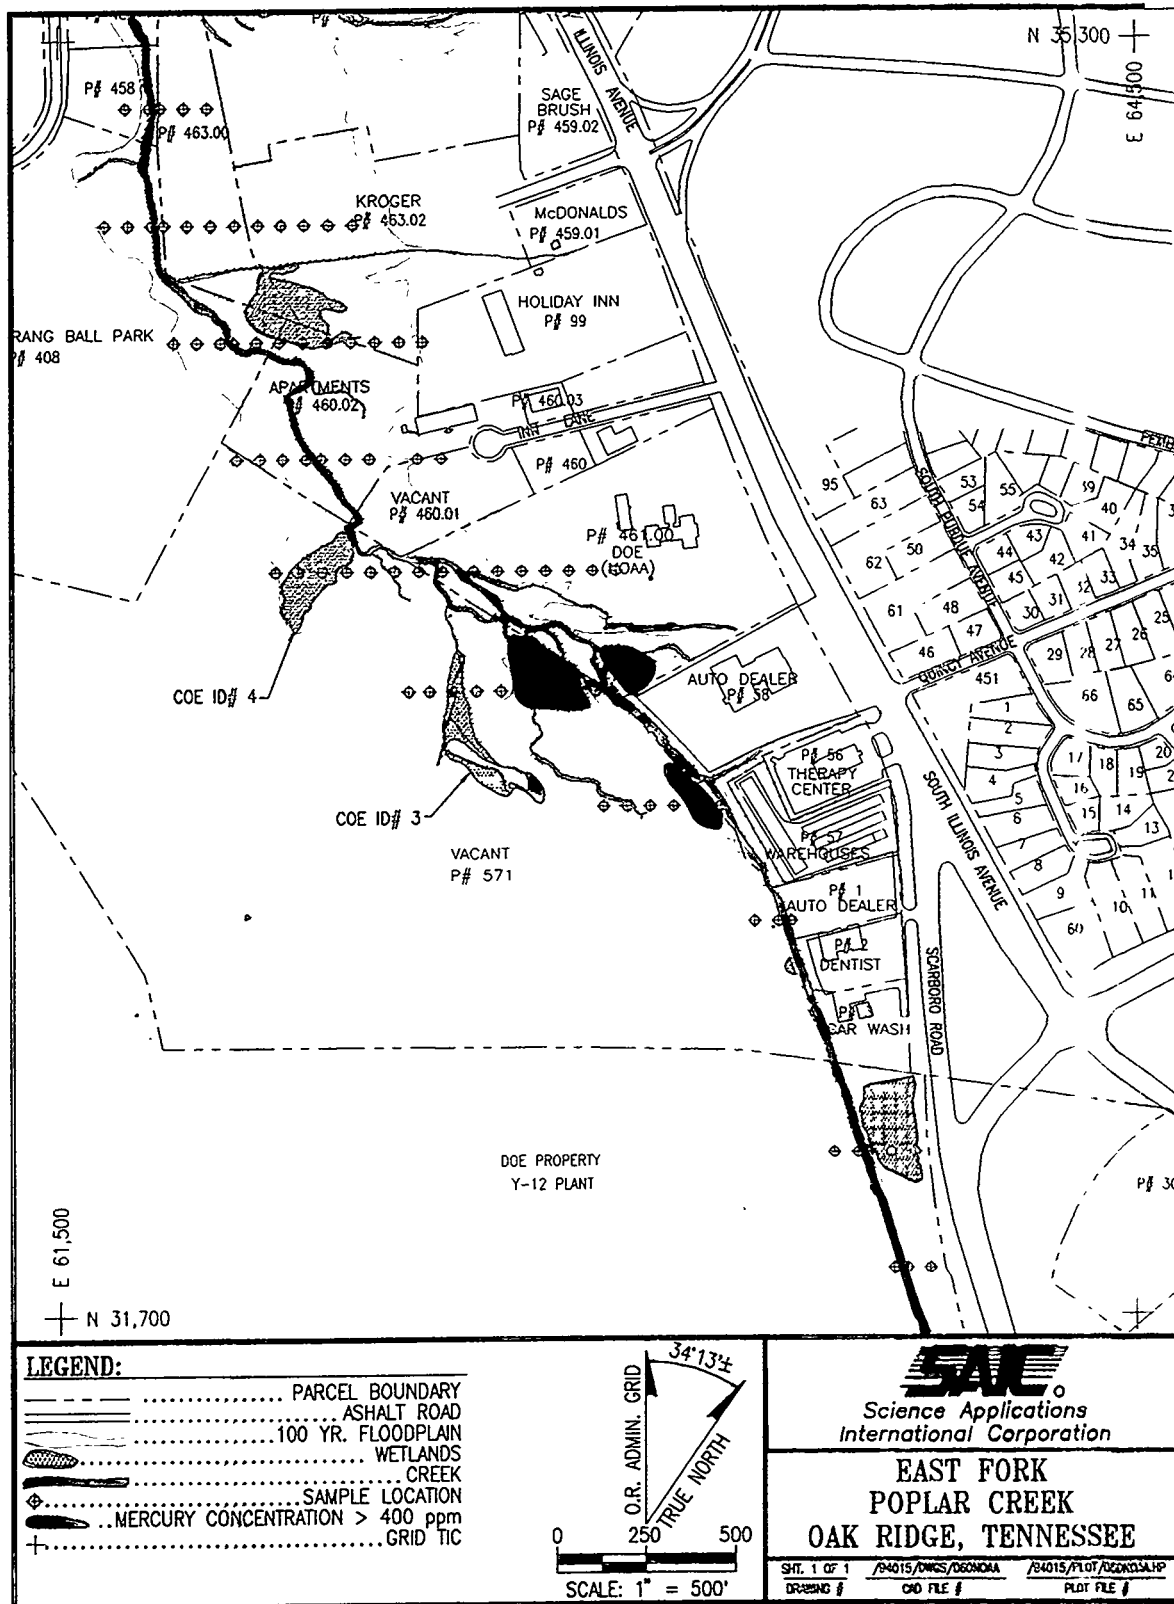 N 35,300
E 64,500
ILLINOIS AVENUE
P# 458
P# 463.00
SAGE
BRUSH
P# 459.02
KROGER
P# 463.02
McDONALDS
P# 459.01
HOLIDAY INN
P# 99
RANG BALL PARK
P# 408
APARTMENTS
P# 460.02
P# 460.03
INN LANE
P# 460
VACANT
P# 460.01
P# 461.00
DOE
(NOAA)
95
63
53
54
55
39
40
41
34
35
43
44
42
62
50
45
33
32
31
30
61
48
47
46
25
26
27
28
29
SOUTH PURDUE AVENUE
QUINCY AVENUE
451
66
65
COE ID# 4
AUTO DEALER
P# 58
1
2
3
4
5
6
7
8
9
60
17
18
19
20
16
15
14
13
10
11
P# 56
THERAPY
CENTER
SOUTH ILLINOIS AVENUE
COE ID# 3
P# 57
WAREHOUSES
VACANT
P# 571
P# 1
AUTO DEALER
P# 2
DENTIST
P# 3
CAR WASH
SCARBORO ROAD
DOE PROPERTY
Y-12 PLANT
P# 30
E 61,500
N 31,700
LEGEND:
PARCEL BOUNDARY
ASHALT ROAD
100 YR. FLOODPLAIN
WETLANDS
CREEK
SAMPLE LOCATION
MERCURY CONCENTRATION > 400 ppm
GRID TIC
34°13'±
O.R. ADMIN. GRID
TRUE NORTH
0 250 500
SCALE: 1" = 500'
SAIC
Science Applications
International Corporation
EAST FORK
POPLAR CREEK
OAK RIDGE, TENNESSEE
SHT. 1 OF 1
DRAWING #
CAD FILE #
PLOT FILE #